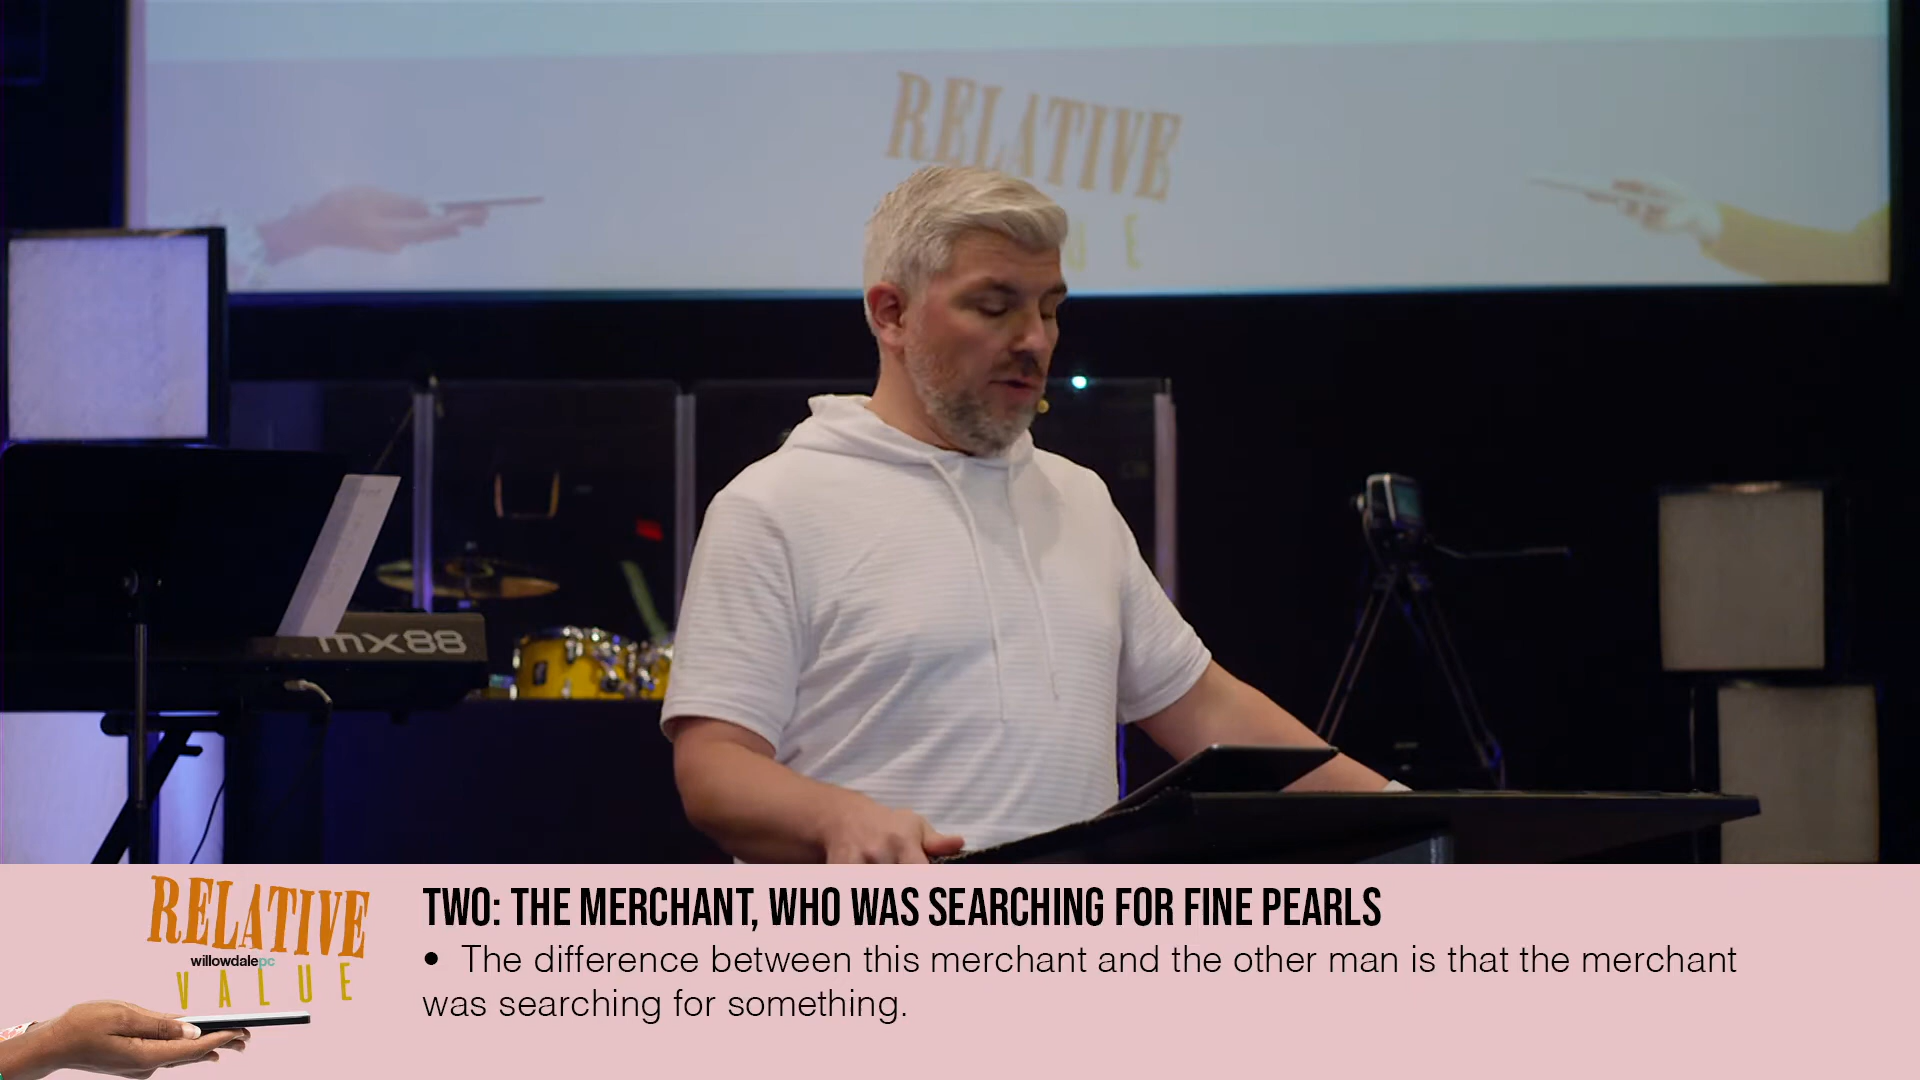 RELATIVE
U E
mx88
RELATIVE
willowdalepc
VALUE
TWO: THE MERCHANT, WHO WAS SEARCHING FOR FINE PEARLS
• The difference between this merchant and the other man is that the merchant
was searching for something.